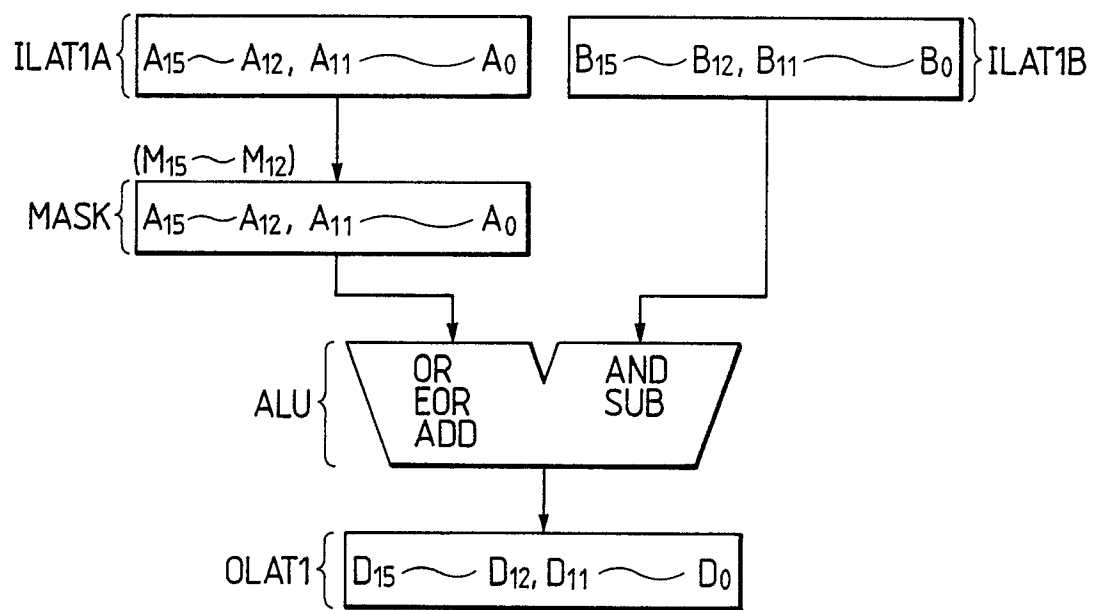 ILAT1A { A15～A12, A11～A0
B15～B12, B11～B0 } ILAT1B
(M15～M12)
MASK { A15～A12, A11～A0
ALU {
OR AND
EOR SUB
ADD
OLAT1 { D15～D12, D11～D0